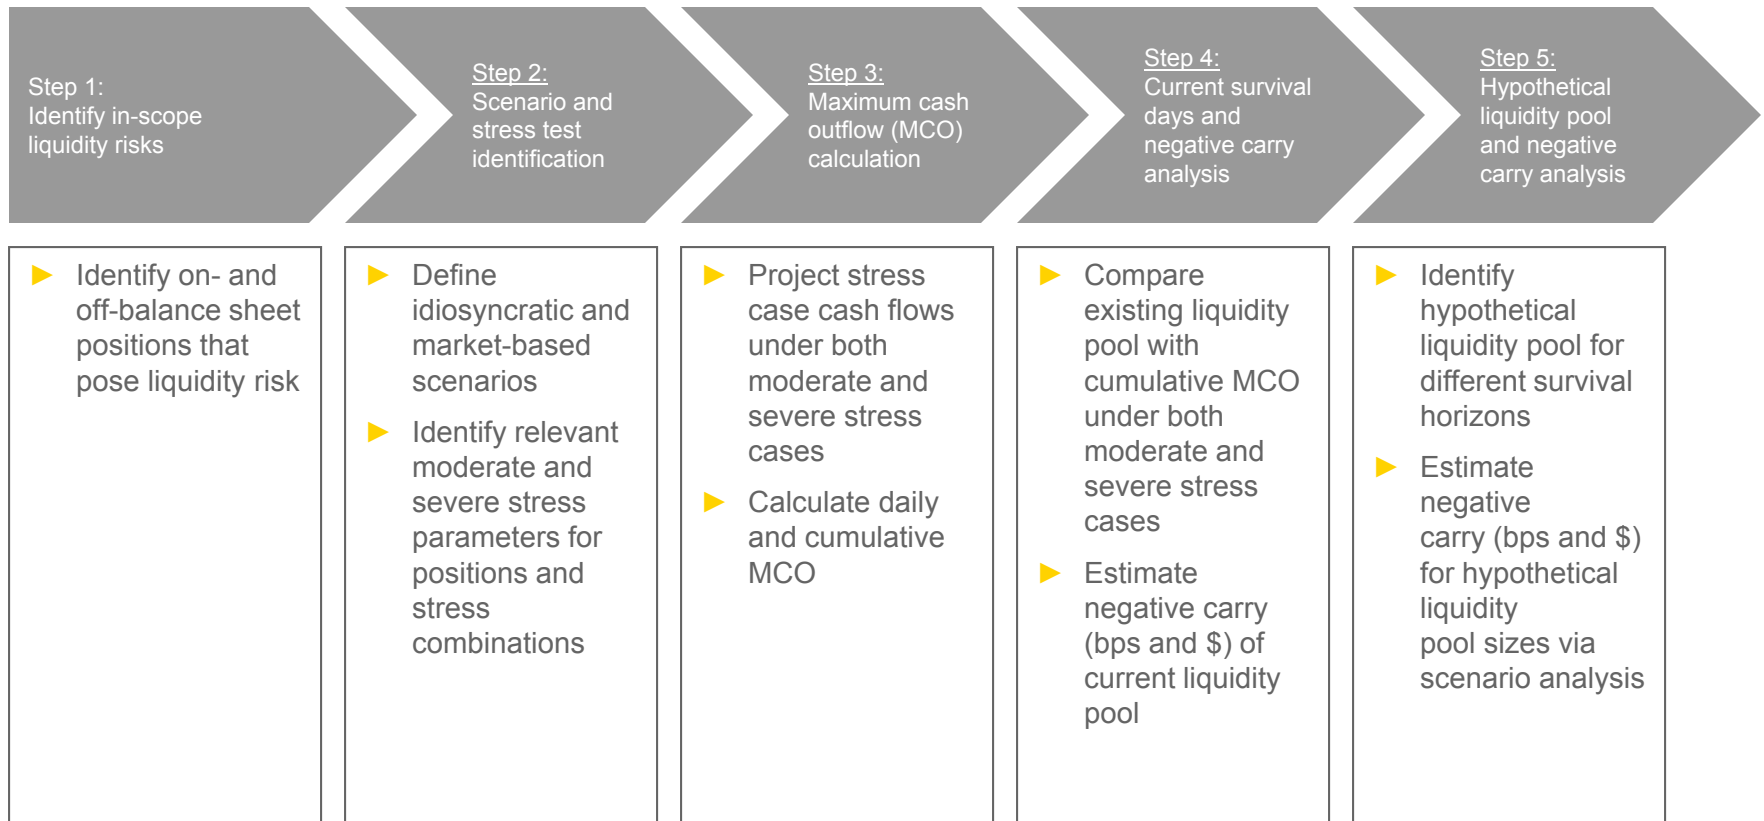 Step 1:
Identify in-scope
liquidity risks
Step 2:
Scenario and
stress test
identification
Step 3:
Maximum cash
outflow (MCO)
calculation
Step 4:
Current survival
days and
negative carry
analysis
Step 5:
Hypothetical
liquidity pool
and negative
carry analysis
► Identify on- and
off-balance sheet
positions that
pose liquidity risk
► Define
idiosyncratic and
market-based
scenarios
► Identify relevant
moderate and
severe stress
parameters for
positions and
stress
combinations
► Project stress
case cash flows
under both
moderate and
severe stress
cases
► Calculate daily
and cumulative
MCO
► Compare
existing liquidity
pool with
cumulative MCO
under both
moderate and
severe stress
cases
► Estimate
negative carry
(bps and $) of
current liquidity
pool
► Identify
hypothetical
liquidity pool for
different survival
horizons
► Estimate
negative
carry (bps and $)
for hypothetical
liquidity
pool sizes via
scenario analysis